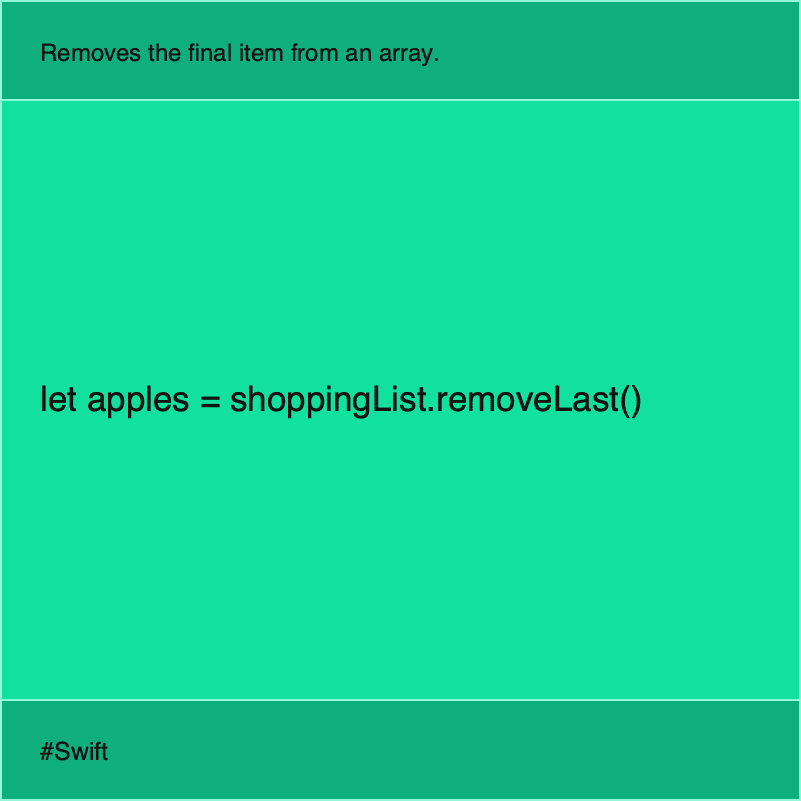 Removes the final item from an array.
let apples = shoppingList.removeLast()
#Swift